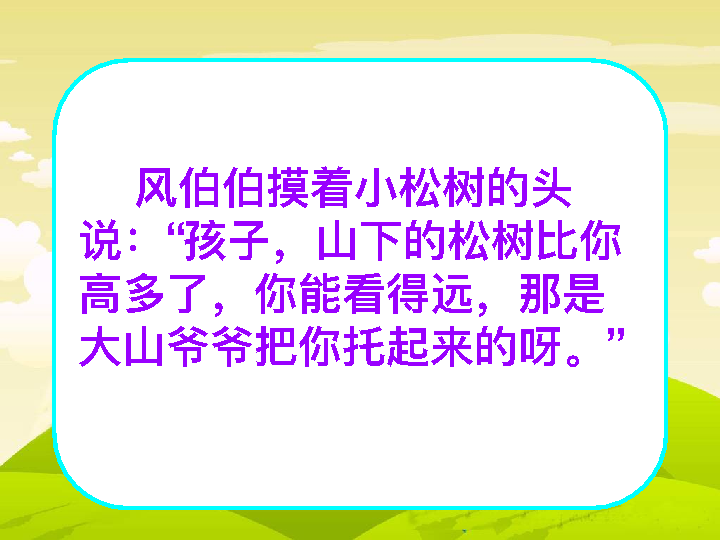 风伯伯摸着小松树的头
说：“孩子，山下的松树比你
高多了，你能看得远，那是
大山爷爷把你托起来的呀。”